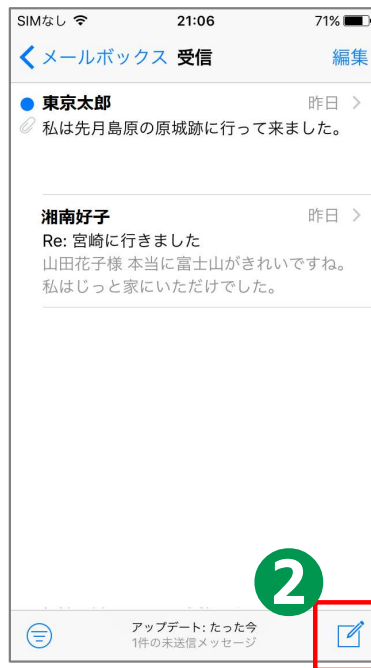 SIMなし 21:06 71%
メールボックス 受信 編集
東京太郎 昨日
私は先月島原の原城跡に行って来ました。
湘南好子 昨日
Re: 宮崎に行きました
山田花子様 本当に富士山がきれいですね。
私はじっと家にいただけでした。
2
アップデート: たった今
1件の未送信メッセージ